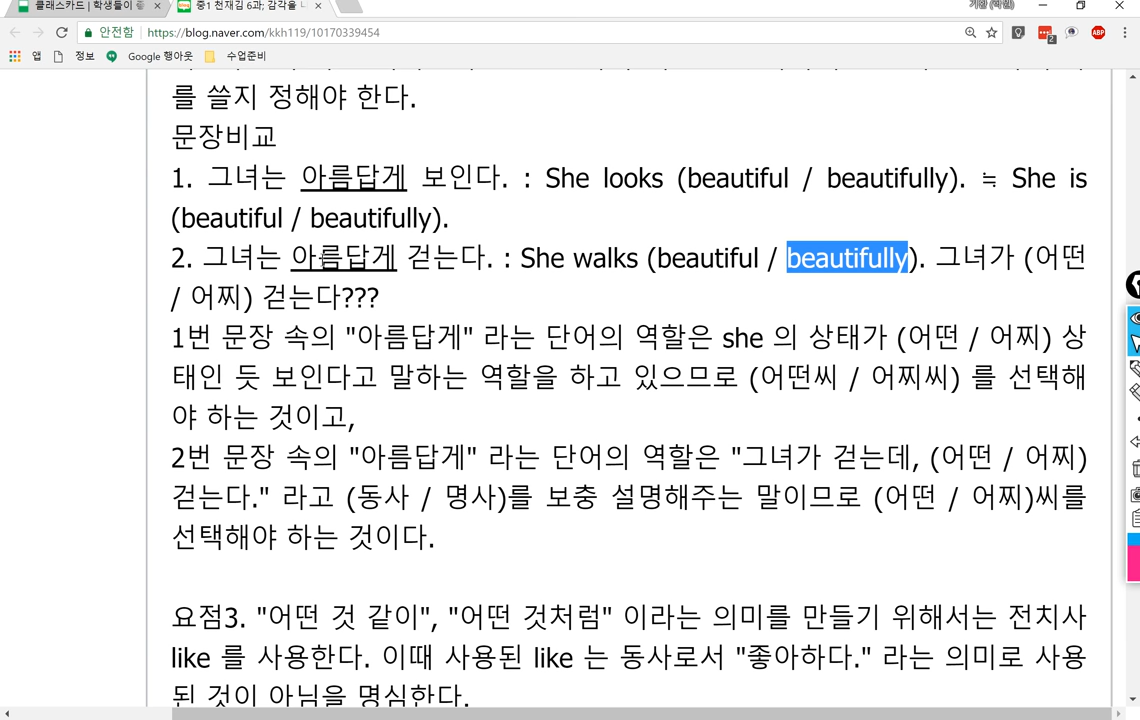 클래스카드 | 학생들이 좋
중1 천재김 6과; 감각을 나
기완 (학원)
안전함 | https://blog.naver.com/kkh119/10170339454
2
ABP
앱 정보 Google 행아웃 수업준비
를 쓸지 정해야 한다.
문장비교
1. 그녀는 아름답게 보인다. : She looks (beautiful / beautifully). ≒ She is
(beautiful / beautifully).
2. 그녀는 아름답게 걷는다. : She walks (beautiful / beautifully). 그녀가 (어떤
/ 어찌) 걷는다???
1번 문장 속의 "아름답게" 라는 단어의 역할은 she 의 상태가 (어떤 / 어찌) 상
태인 듯 보인다고 말하는 역할을 하고 있으므로 (어떤씨 / 어찌씨) 를 선택해
야 하는 것이고,
2번 문장 속의 "아름답게" 라는 단어의 역할은 "그녀가 걷는데, (어떤 / 어찌)
걷는다." 라고 (동사 / 명사)를 보충 설명해주는 말이므로 (어떤 / 어찌)씨를
선택해야 하는 것이다.
요점3. "어떤 것 같이", "어떤 것처럼" 이라는 의미를 만들기 위해서는 전치사
like 를 사용한다. 이때 사용된 like 는 동사로서 "좋아하다." 라는 의미로 사용
된 것이 아님을 명심한다.